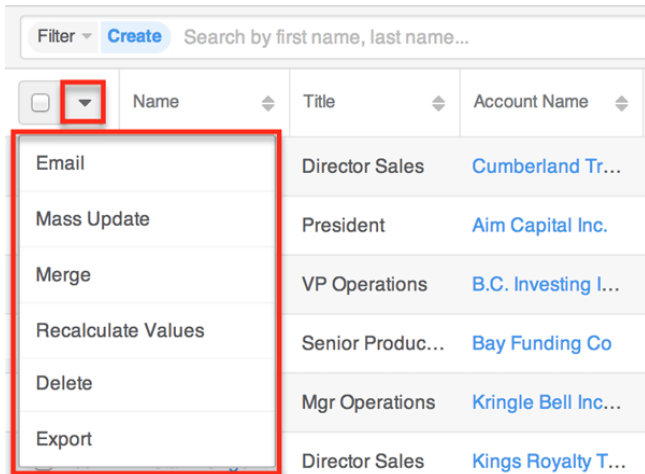 Filter Create Search by first name, last name...
Name Title Account Name
Email
Director Sales Cumberland Tr...
Mass Update
President Aim Capital Inc.
Merge
VP Operations B.C. Investing I...
Recalculate Values
Senior Produc... Bay Funding Co
Delete
Mgr Operations Kringle Bell Inc...
Export
Director Sales Kings Royalty T...